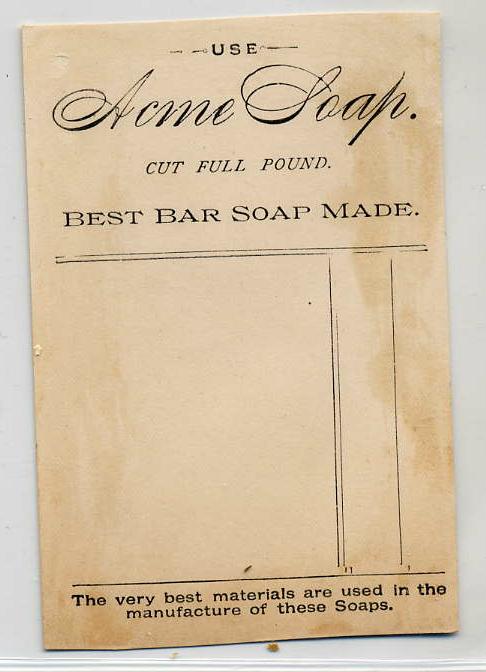 USE
Acme Soap.
CUT FULL POUND.
BEST BAR SOAP MADE.
The very best materials are used in the
manufacture of these Soaps.